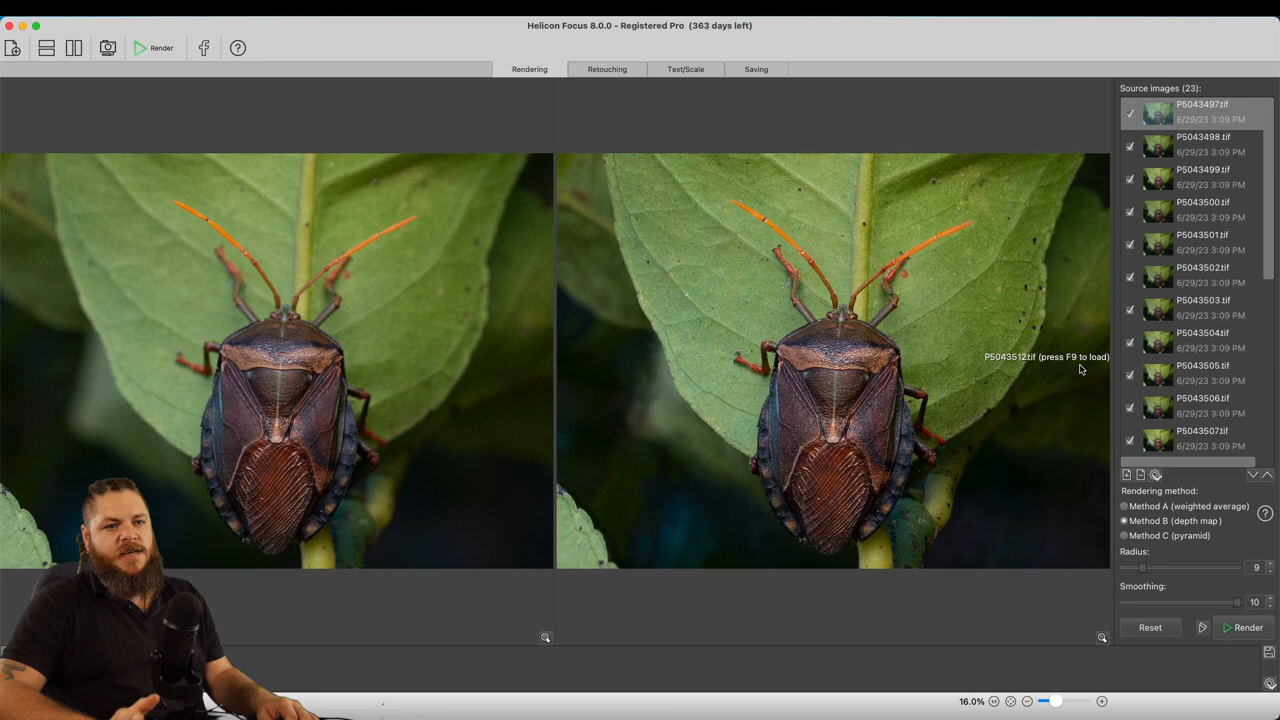 Helicon Focus 8.0.0 - Registered Pro (363 days left)
Render
Rendering
Retouching
Text/Scale
Saving
Source images (23):
P5043497.tif
6/29/23 3:09 PM
P5043498.tif
6/29/23 3:09 PM
P5043499.tif
6/29/23 3:09 PM
P5043500.tif
6/29/23 3:09 PM
P5043501.tif
6/29/23 3:09 PM
P5043502.tif
6/29/23 3:09 PM
P5043503.tif
6/29/23 3:09 PM
P5043504.tif
6/29/23 3:09 PM
P5043505.tif
6/29/23 3:09 PM
P5043506.tif
6/29/23 3:09 PM
P5043507.tif
6/29/23 3:09 PM
P5043512.tif (press F9 to load)
Rendering method:
Method A (weighted average)
Method B (depth map)
Method C (pyramid)
Radius:
9
Smoothing:
10
Reset
Render
16.0%